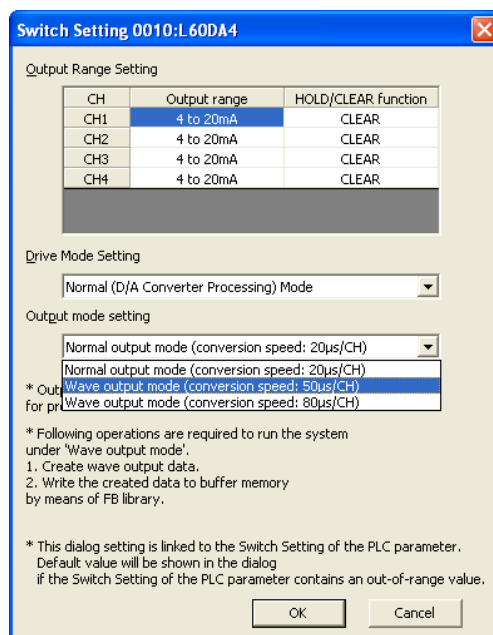 Switch Setting 0010:L60DA4
Output Range Setting
CH Output range HOLD/CLEAR function
CH1 4 to 20mA CLEAR
CH2 4 to 20mA CLEAR
CH3 4 to 20mA CLEAR
CH4 4 to 20mA CLEAR
Drive Mode Setting
Normal (D/A Converter Processing) Mode
Output mode setting
Normal output mode (conversion speed: 20µs/CH)
Normal output mode (conversion speed: 20µs/CH)
Wave output mode (conversion speed: 50µs/CH)
Wave output mode (conversion speed: 80µs/CH)
*
for
* Following operations are required to run the system
under 'Wave output mode'.
1. Create wave output data.
2. Write the created data to buffer memory
by means of FB library.
* This dialog setting is linked to the Switch Setting of the PLC parameter.
Default value will be shown in the dialog
if the Switch Setting of the PLC parameter contains an out-of-range value.
OK Cancel